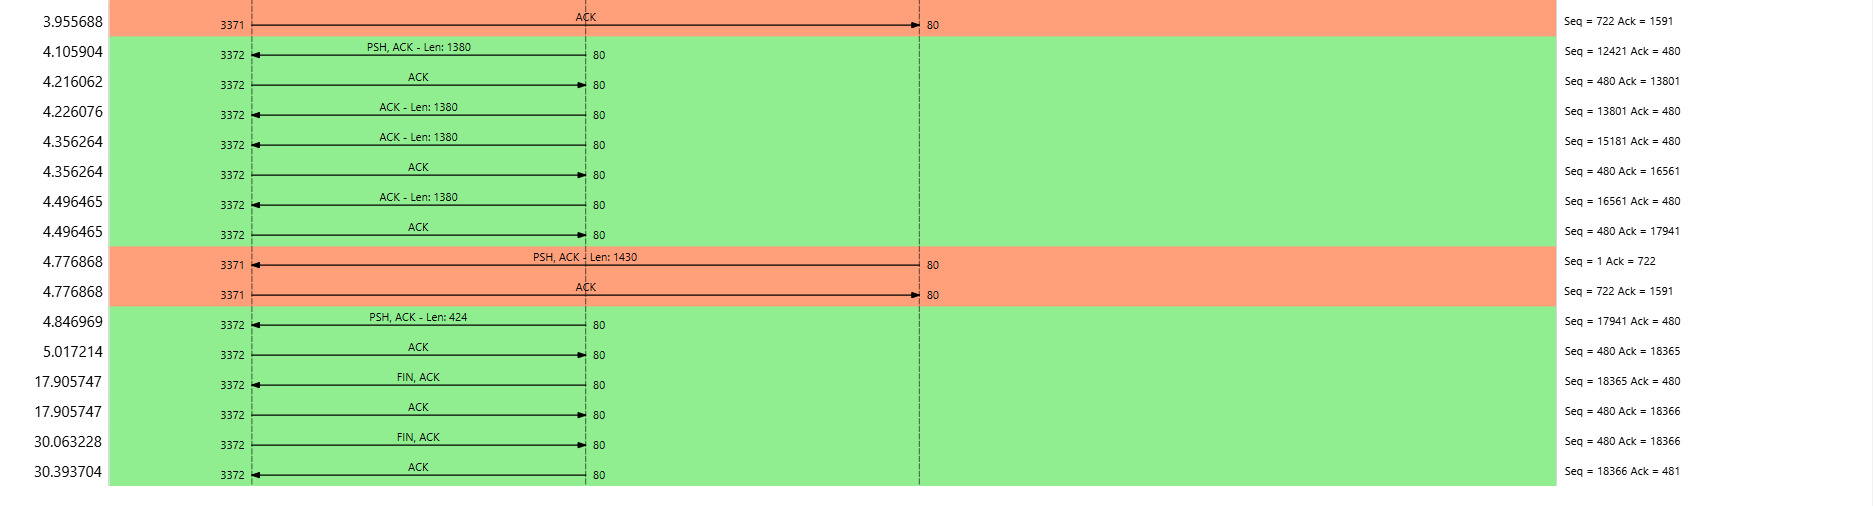 3.955688 3371 ACK 80 Seq = 722 Ack = 1591
4.105904 3372 PSH, ACK - Len: 1380 80 Seq = 12421 Ack = 480
4.216062 3372 ACK 80 Seq = 480 Ack = 13801
4.226076 3372 ACK - Len: 1380 80 Seq = 13801 Ack = 480
4.356264 3372 ACK - Len: 1380 80 Seq = 15181 Ack = 480
4.356264 3372 ACK 80 Seq = 480 Ack = 16561
4.496465 3372 ACK - Len: 1380 80 Seq = 16561 Ack = 480
4.496465 3372 ACK 80 Seq = 480 Ack = 17941
4.776868 3371 PSH, ACK - Len: 1430 80 Seq = 1 Ack = 722
4.776868 3371 ACK 80 Seq = 722 Ack = 1591
4.846969 3372 PSH, ACK - Len: 424 80 Seq = 17941 Ack = 480
5.017214 3372 ACK 80 Seq = 480 Ack = 18365
17.905747 3372 FIN, ACK 80 Seq = 18365 Ack = 480
17.905747 3372 ACK 80 Seq = 480 Ack = 18366
30.063228 3372 FIN, ACK 80 Seq = 480 Ack = 18366
30.393704 3372 ACK 80 Seq = 18366 Ack = 481